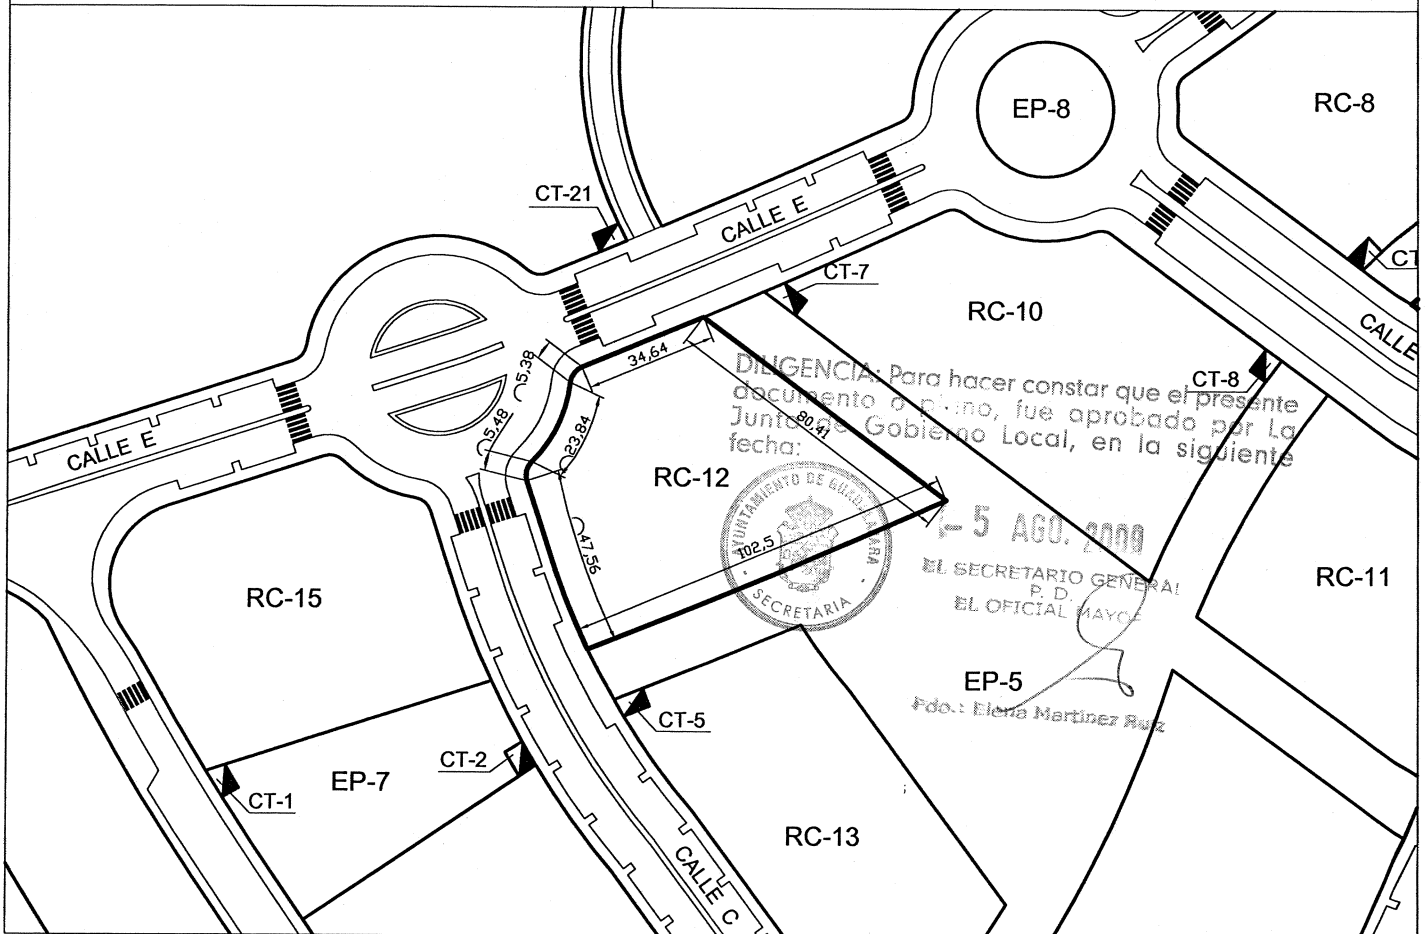 EP-8
RC-8
CT-21
CALLE E
CT-7
CT
RC-10
CALLE
34,64
5,38
CT-8
DILIGENCIA: Para hacer constar que el presente
documento o plano, fue aprobado por La
Junta de Gobierno Local, en la siguiente
fecha:
80,41
5,48
23,84
CALLE E
RC-12
AYUNTAMIENTO DE GUADALAJARA
SECRETARIA
102,5
47,56
- 5 AGO.
EL SECRETARIO GENERAL
P. D.
EL OFICIAL MAYOR
RC-11
RC-15
EP-5
Fdo.: Elena Martinez Ruiz
CT-5
CT-2
EP-7
CT-1
RC-13
CALLE C